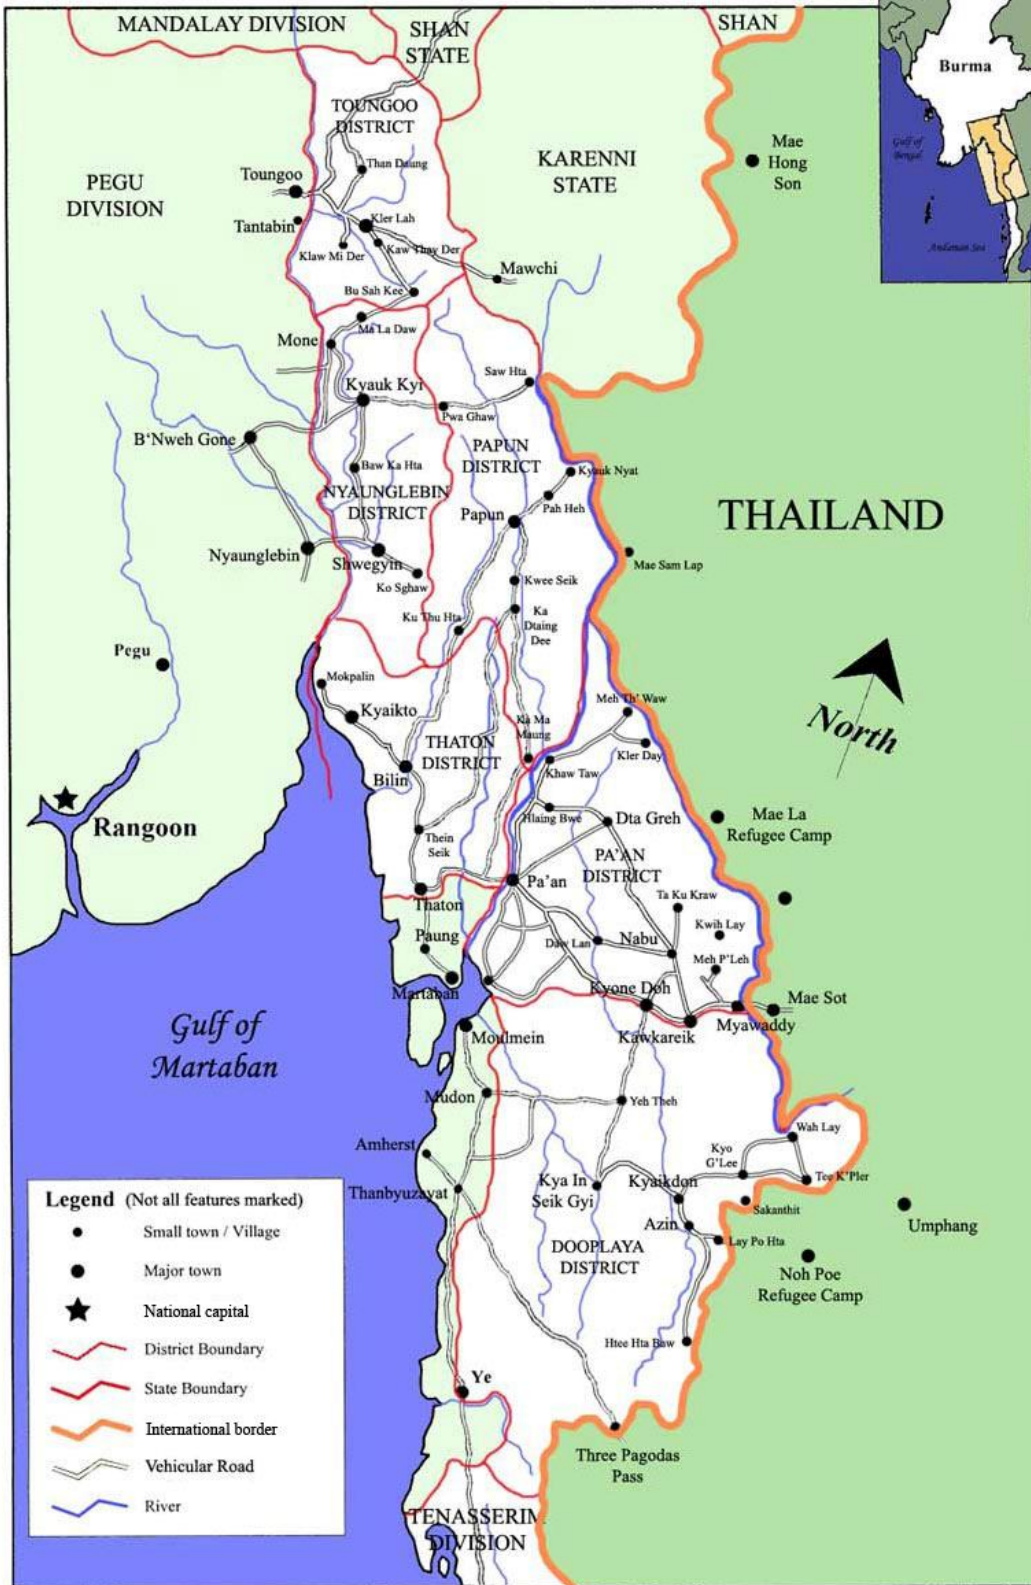 MANDALAY DIVISION
SHAN
STATE
SHAN
Burma
Gulf of
Bengal
Andaman Sea
TOUNGOO
DISTRICT
Mae
Hong
Son
KARENNI
STATE
PEGU
DIVISION
Than Daung
Toungoo
Tantabin
Kler Lah
Klaw Mi Der
Kaw Thay Der
Mawchi
Bu Sah Kee
Ma La Daw
Mone
Saw Hta
Kyauk Kyi
Pwa Ghaw
B'Nweh Gone
PAPUN
DISTRICT
Baw Ka Hta
Kyauk Nyat
NYAUNGLEBIN
DISTRICT
Pah Heh
Papun
THAILAND
Nyaunglebin
Shwegyin
Mae Sam Lap
Ko Sghaw
Kwee Seik
Ku Thu Hta
Ka
Dtaing
Dee
Pegu
Mokpalin
North
Kyaikto
Meh Th' Waw
Ka Ma
Maung
THATON
DISTRICT
Kler Day
Bilin
Khaw Taw
Rangoon
Hlaing Bwe
Dta Greh
Mae La
Refugee Camp
Thein
Seik
PA'AN
DISTRICT
Pa'an
Thaton
Ta Ku Kraw
Paung
Daw Lan
Nabu
Kwih Lay
Meh P'Leh
Martaban
Kyone Doh
Mae Sot
Kawkareik
Myawaddy
Gulf of
Martaban
Moulmein
Mudon
Yeh Theh
Amherst
Wah Lay
Kyo
G'Lee
Thanbyuzayat
Kya In
Seik Gyi
Kyaikdon
Tee K'Pler
Sakanthit
Umphang
Azin
Lay Po Hta
DOOPLAYA
DISTRICT
Noh Poe
Refugee Camp
Htee Hta Baw
Ye
Three Pagodas
Pass
TENASSERIM
DIVISION
Legend (Not all features marked)
Small town / Village
Major town
National capital
District Boundary
State Boundary
International border
Vehicular Road
River